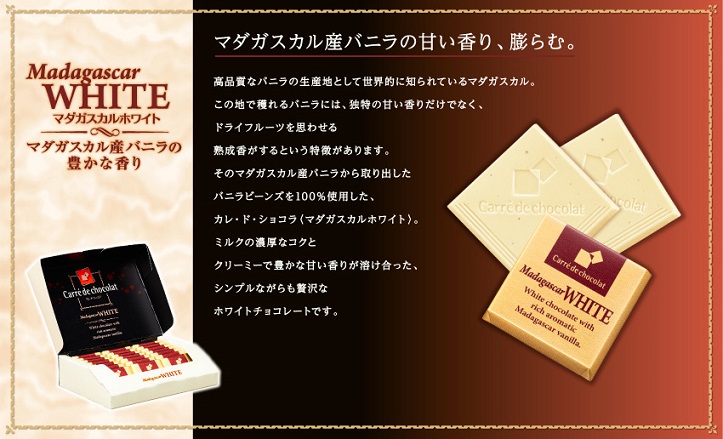 Madagascar
WHITE
マダガスカルホワイト
マダガスカル産バニラの
豊かな香り
Carré de chocolat
Madagascar WHITE
White chocolate with
rich aromatic
Madagascar vanilla.
マダガスカル産バニラの甘い香り、膨らむ。
高品質なバニラの生産地として世界的に知られているマダガスカル。
この地で穫れるバニラには、独特の甘い香りだけでなく、
ドライフルーツを思わせる
熟成香がするという特徴があります。
そのマダガスカル産バニラから取り出した
バニラビーンズを100%使用した、
カレ・ド・ショコラ〈マダガスカルホワイト〉。
ミルクの濃厚なコクと
クリーミーで豊かな甘い香りが溶け合った、
シンプルながらも贅沢な
ホワイトチョコレートです。
Carré de chocolat
Carré de chocolat
Madagascar WHITE
White chocolate with
rich aromatic
Madagascar vanilla.